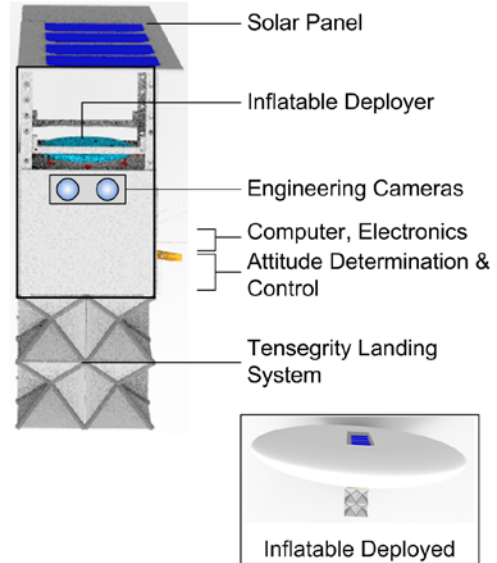 Solar Panel
Inflatable Deployer
Engineering Cameras
Computer, Electronics
Attitude Determination &
Control
Tensegrity Landing
System
Inflatable Deployed